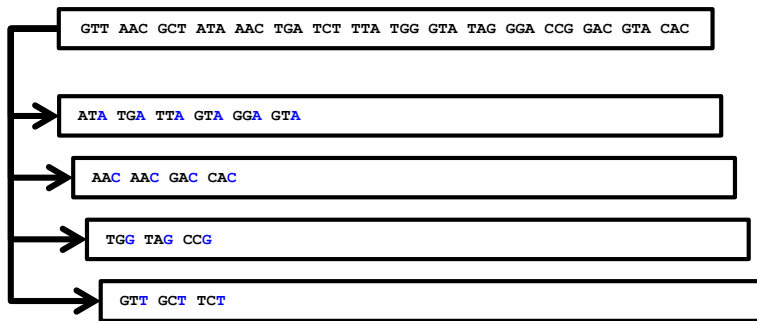 GTT AAC GCT ATA AAC TGA TCT TTA TGG GTA TAG GGA CCG GAC GTA CAC
ATA TGA TTA GTA GGA GTA
AAC AAC GAC CAC
TGG TAG CCG
GTT GCT TCT